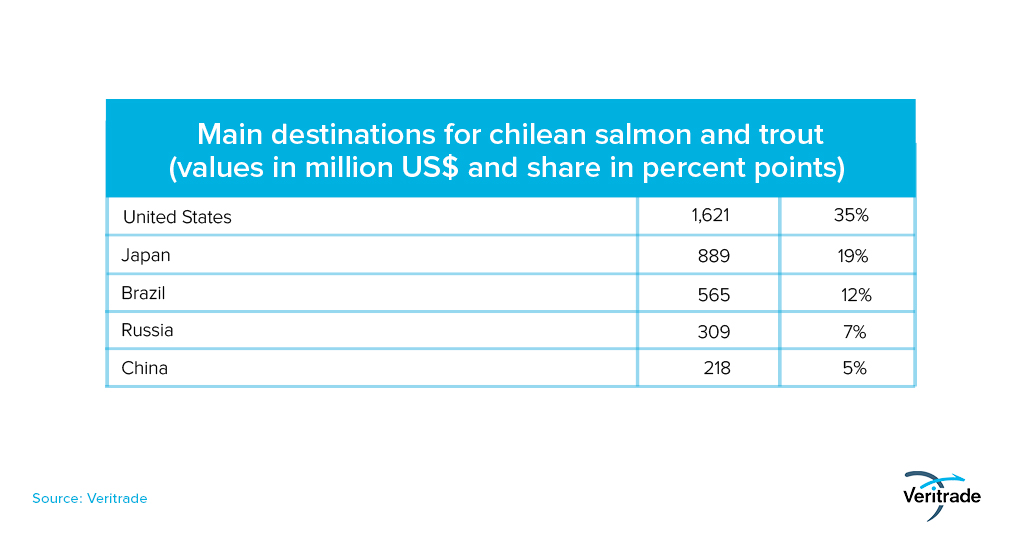 Main destinations for chilean salmon and trout
(values in million US$ and share in percent points)
United States 1,621 35%
Japan 889 19%
Brazil 565 12%
Russia 309 7%
China 218 5%
Source: Veritrade
Veritrade